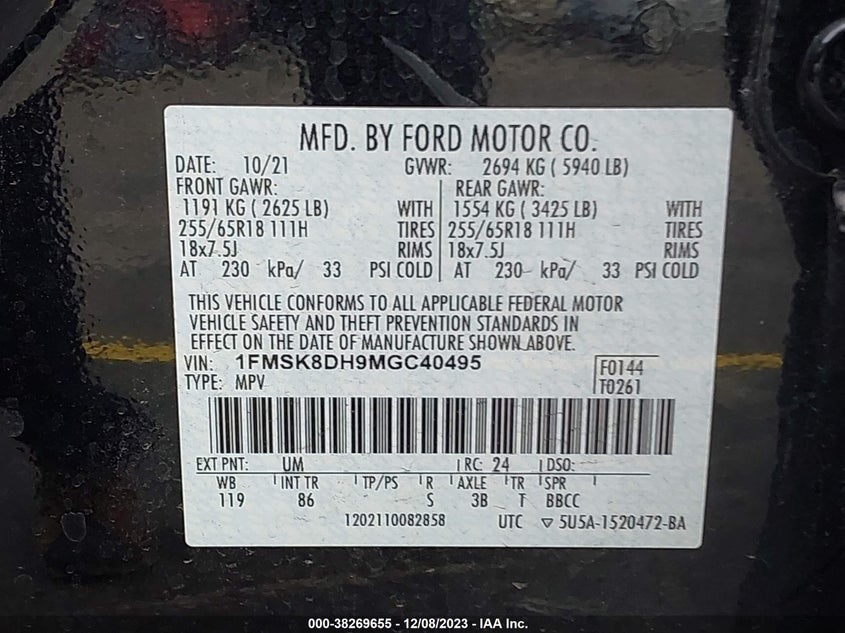 MFD. BY FORD MOTOR CO.
DATE: 10/21 GVWR: 2694 KG ( 5940 LB)
FRONT GAWR: REAR GAWR:
1191 KG ( 2625 LB) WITH 1554 KG ( 3425 LB) WITH
255/65R18 111H TIRES 255/65R18 111H TIRES
18x7.5J RIMS 18x7.5J RIMS
AT 230 kPa/ 33 PSI COLD AT 230 kPa/ 33 PSI COLD
THIS VEHICLE CONFORMS TO ALL APPLICABLE FEDERAL MOTOR
VEHICLE SAFETY AND THEFT PREVENTION STANDARDS IN
EFFECT ON THE DATE OF MANUFACTURE SHOWN ABOVE.
VIN: 1FMSK8DH9MGC40495 F0144
TYPE: MPV T0261
EXT PNT: UM RC: 24 DSO:
WB INT TR TP/PS R AXLE TR SPR
119 86 S 3B T BBCC
1202110082858 UTC ▽ 5U5A-1520472-BA
000-38269655 - 12/08/2023 - IAA Inc.